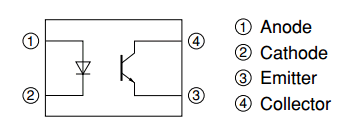 ① ④ ① Anode
② Cathode
③ Emitter
② ③ ④ Collector